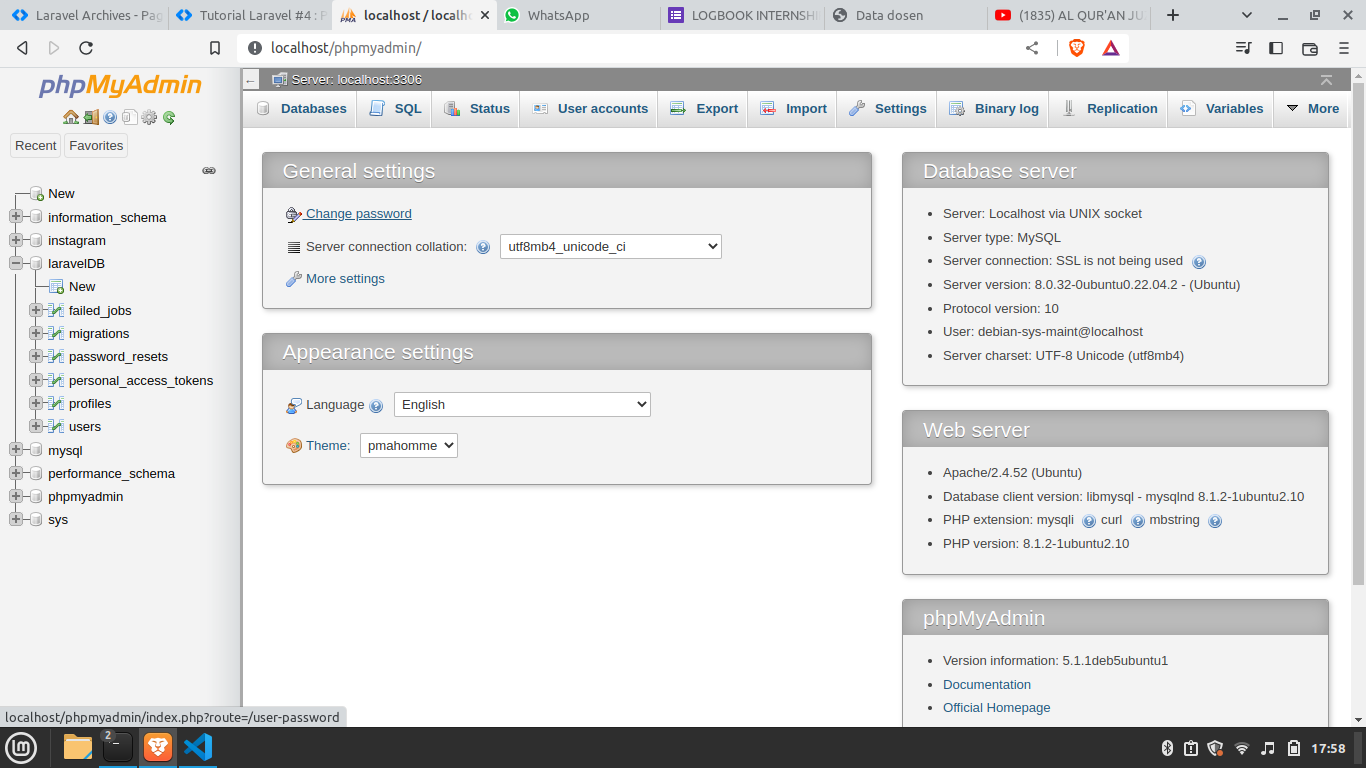 Laravel Archives - Pag
Tutorial Laravel #4 : P
localhost / localh
WhatsApp
LOGBOOK INTERNSHI
Data dosen
(1835) AL QUR'AN JU
localhost/phpmyadmin/
phpMyAdmin
Recent
Favorites
New
information_schema
instagram
laravelDB
New
failed_jobs
migrations
password_resets
personal_access_tokens
profiles
users
mysql
performance_schema
phpmyadmin
sys
Server: localhost:3306
Databases
SQL
Status
User accounts
Export
Import
Settings
Binary log
Replication
Variables
More
General settings
Change password
Server connection collation:
utf8mb4_unicode_ci
More settings
Appearance settings
Language
English
Theme:
pmahomme
Database server
Server: Localhost via UNIX socket
Server type: MySQL
Server connection: SSL is not being used
Server version: 8.0.32-0ubuntu0.22.04.2 - (Ubuntu)
Protocol version: 10
User: debian-sys-maint@localhost
Server charset: UTF-8 Unicode (utf8mb4)
Web server
Apache/2.4.52 (Ubuntu)
Database client version: libmysql - mysqlnd 8.1.2-1ubuntu2.10
PHP extension: mysqli curl mbstring
PHP version: 8.1.2-1ubuntu2.10
phpMyAdmin
Version information: 5.1.1deb5ubuntu1
Documentation
Official Homepage
localhost/phpmyadmin/index.php?route=/user-password
2
17:58